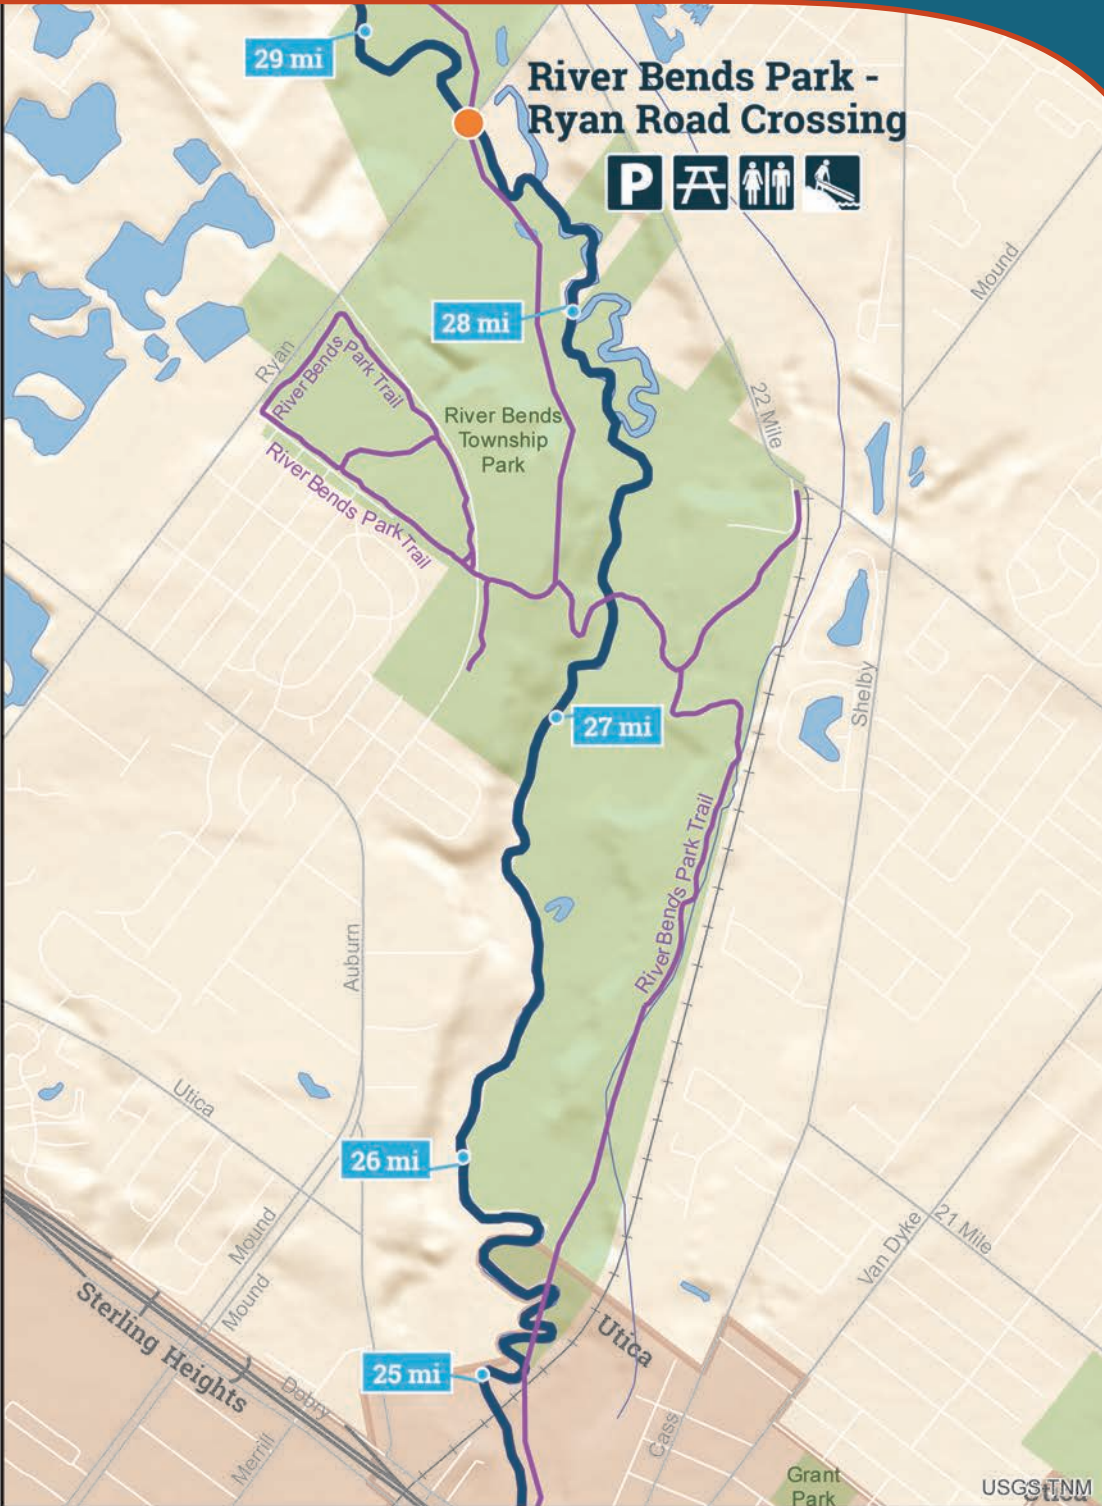 29 mi
River Bends Park -
Ryan Road Crossing
P
Mound
28 mi
Ryan
River Bends
Park Trail
22 Mile
River Bends
Township
Park
River Bends Park Trail
Shelby
27 mi
River Bends Park Trail
Auburn
Utica
26 mi
Mound
Mound
Van Dyke
21 Mile
Sterling Heights
Utica
25 mi
Dobry
Cass
Merrill
Grant
Park
USGS TNM
Utica